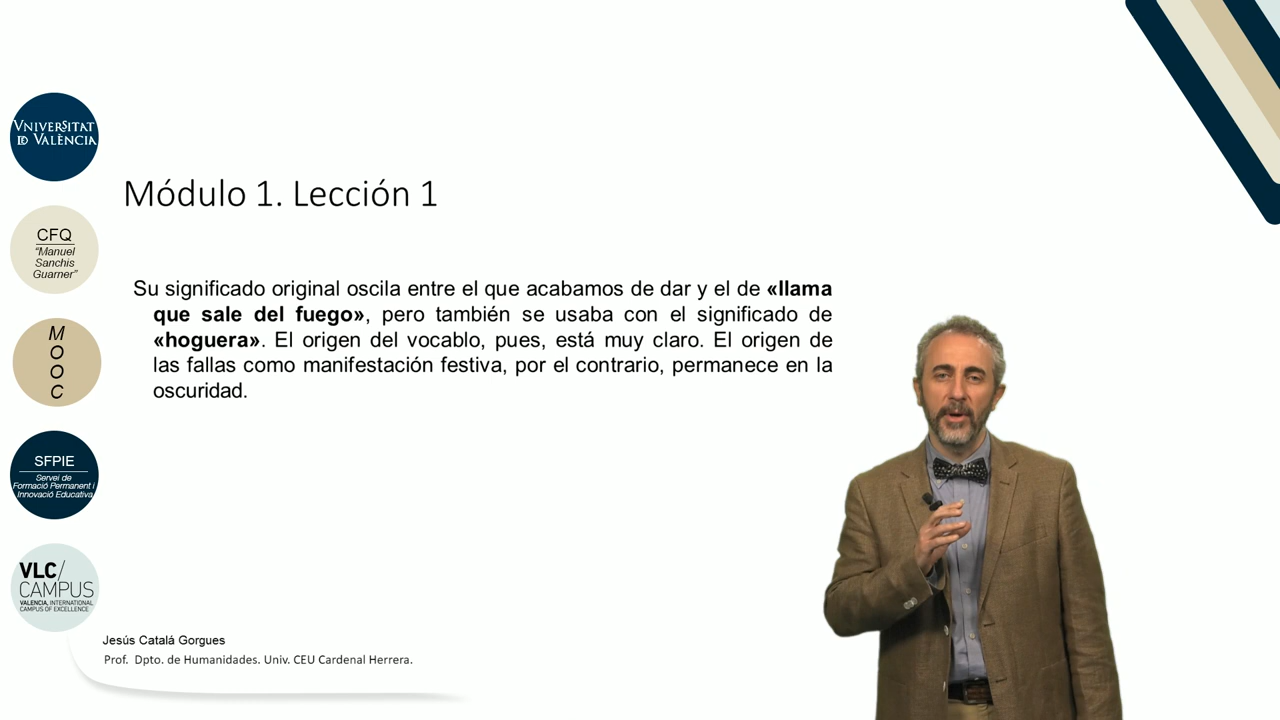 VNIVERSITAT
ID VALÈNCIA
CFQ
“Manuel
Sanchis
Guarner”
M
O
O
C
SFPIE
Servei de
Formació Permanent i
Innovació Educativa
VLC/
CAMPUS
VALENCIA, INTERNATIONAL
CAMPUS OF EXCELLENCE
Módulo 1. Lección 1
Su significado original oscila entre el que acabamos de dar y el de «llama
que sale del fuego», pero también se usaba con el significado de
«hoguera». El origen del vocablo, pues, está muy claro. El origen de
las fallas como manifestación festiva, por el contrario, permanece en la
oscuridad.
Jesús Catalá Gorgues
Prof. Dpto. de Humanidades. Univ. CEU Cardenal Herrera.